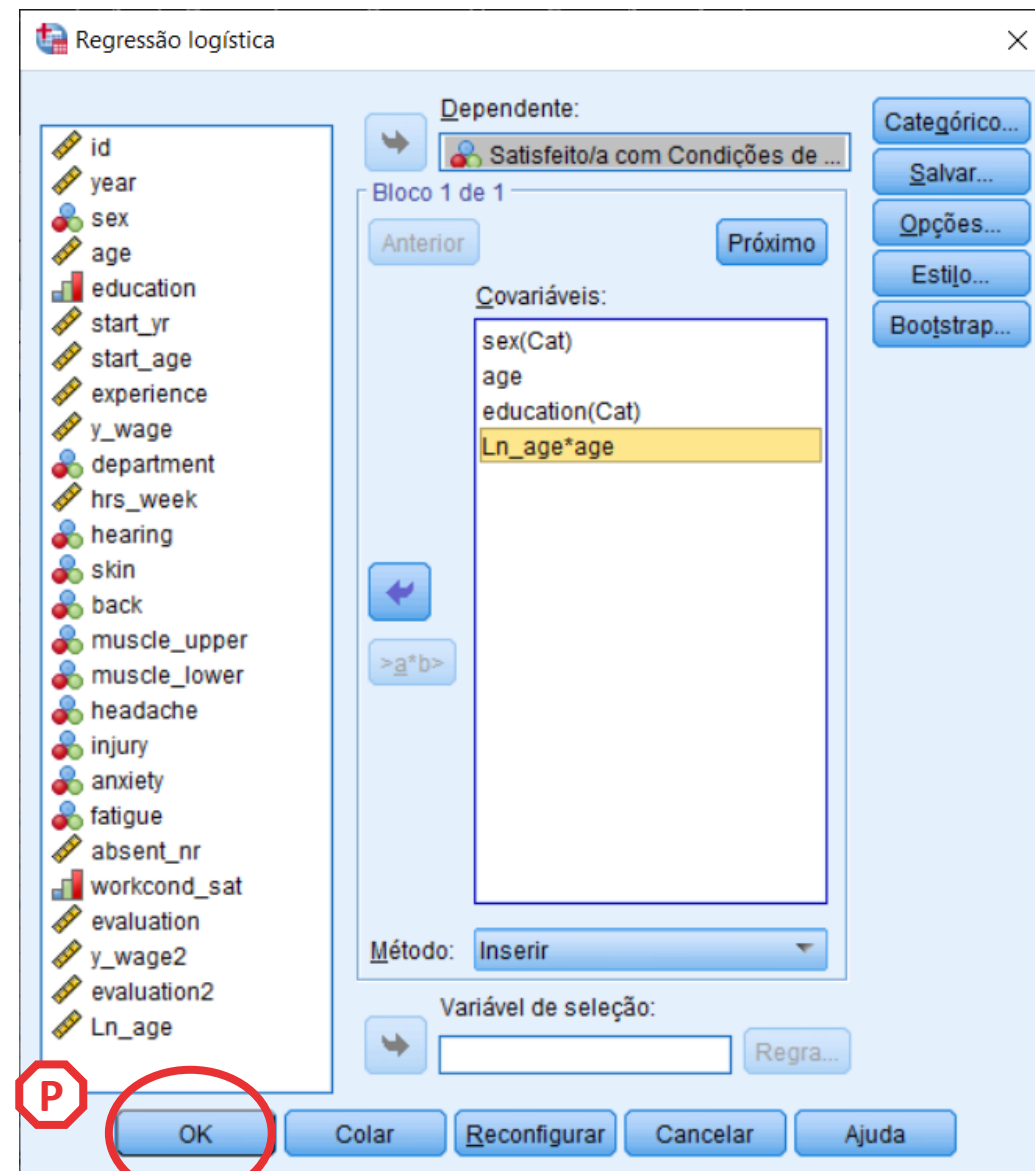 Regressão logística
id
year
sex
age
education
start_yr
start_age
experience
y_wage
department
hrs_week
hearing
skin
back
muscle_upper
muscle_lower
headache
injury
anxiety
fatigue
absent_nr
workcond_sat
evaluation
y_wage2
evaluation2
Ln_age
Dependente:
Satisfeito/a com Condições de ...
Bloco 1 de 1
Anterior
Próximo
Covariáveis:
sex(Cat)
age
education(Cat)
Ln_age*age
>a*b>
Método: Inserir
Variável de seleção:
Regra...
Categórico...
Salvar...
Opções...
Estilo...
Bootstrap...
P
OK Colar Reconfigurar Cancelar Ajuda